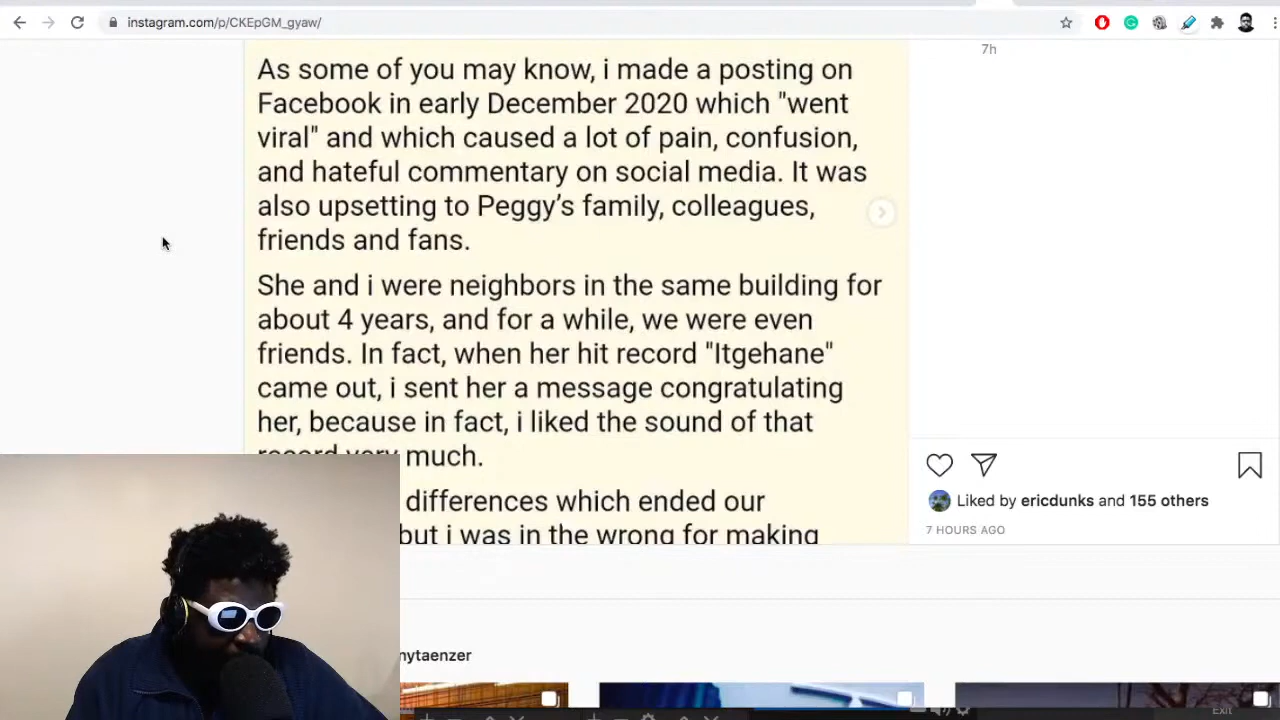 instagram.com/p/CKEpGM_gyaw/
7h
As some of you may know, i made a posting on
Facebook in early December 2020 which "went
viral" and which caused a lot of pain, confusion,
and hateful commentary on social media. It was
also upsetting to Peggy's family, colleagues,
friends and fans.
She and i were neighbors in the same building for
about 4 years, and for a while, we were even
friends. In fact, when her hit record "Itgehane"
came out, i sent her a message congratulating
her, because in fact, i liked the sound of that
record very much.
differences which ended our
but i was in the wrong for making
Liked by ericdunks and 155 others
7 HOURS AGO
nytaenzer
Exit